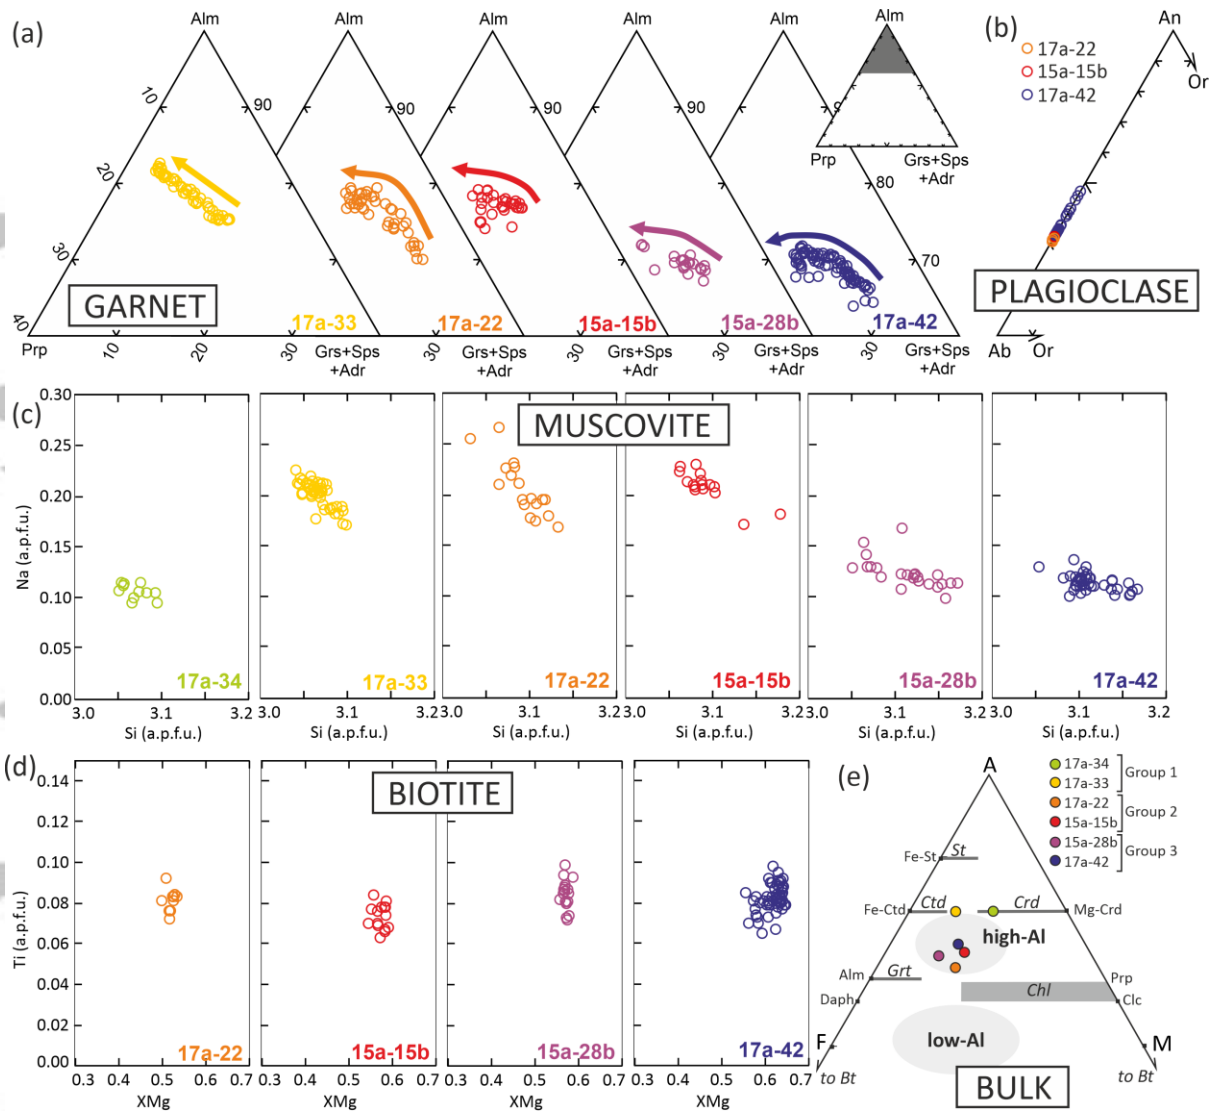 (a)
Alm
Alm
Alm
Alm
Alm
Alm
Prp
Grs+Sps
+Adr
10
90
90
90
90
9
20
80
30
70
40
GARNET
17a-33
17a-22
15a-15b
15a-28b
17a-42
Prp
10
20
30
Grs+Sps
+Adr
30
Grs+Sps
+Adr
30
Grs+Sps
+Adr
30
Grs+Sps
+Adr
30
Grs+Sps
+Adr
(b)
17a-22
15a-15b
17a-42
An
Or
PLAGIOCLASE
Ab
Or
(c)
MUSCOVITE
Na (a.p.f.u.)
0.30
0.25
0.20
0.15
0.10
0.05
0.00
17a-34
17a-33
17a-22
15a-15b
15a-28b
17a-42
3.0
3.1
3.2
3.0
3.1
3.2
3.0
3.1
3.2
3.0
3.1
3.2
3.0
3.1
3.2
3.0
3.1
3.2
Si (a.p.f.u.)
Si (a.p.f.u.)
Si (a.p.f.u.)
Si (a.p.f.u.)
Si (a.p.f.u.)
Si (a.p.f.u.)
(d)
BIOTITE
Ti (a.p.f.u.)
0.14
0.12
0.10
0.08
0.06
0.04
0.02
0.00
17a-22
15a-15b
15a-28b
17a-42
0.3
0.4
0.5
0.6
0.7
0.3
0.4
0.5
0.6
0.7
0.3
0.4
0.5
0.6
0.7
0.3
0.4
0.5
0.6
0.7
XMg
XMg
XMg
XMg
(e)
A
17a-34
17a-33
Group 1
17a-22
15a-15b
Group 2
15a-28b
17a-42
Group 3
Fe-St
St
Fe-Ctd
Ctd
Crd
Mg-Crd
high-Al
Alm
Grt
Prp
Daph
Chl
Clc
low-Al
F
M
to Bt
to Bt
BULK